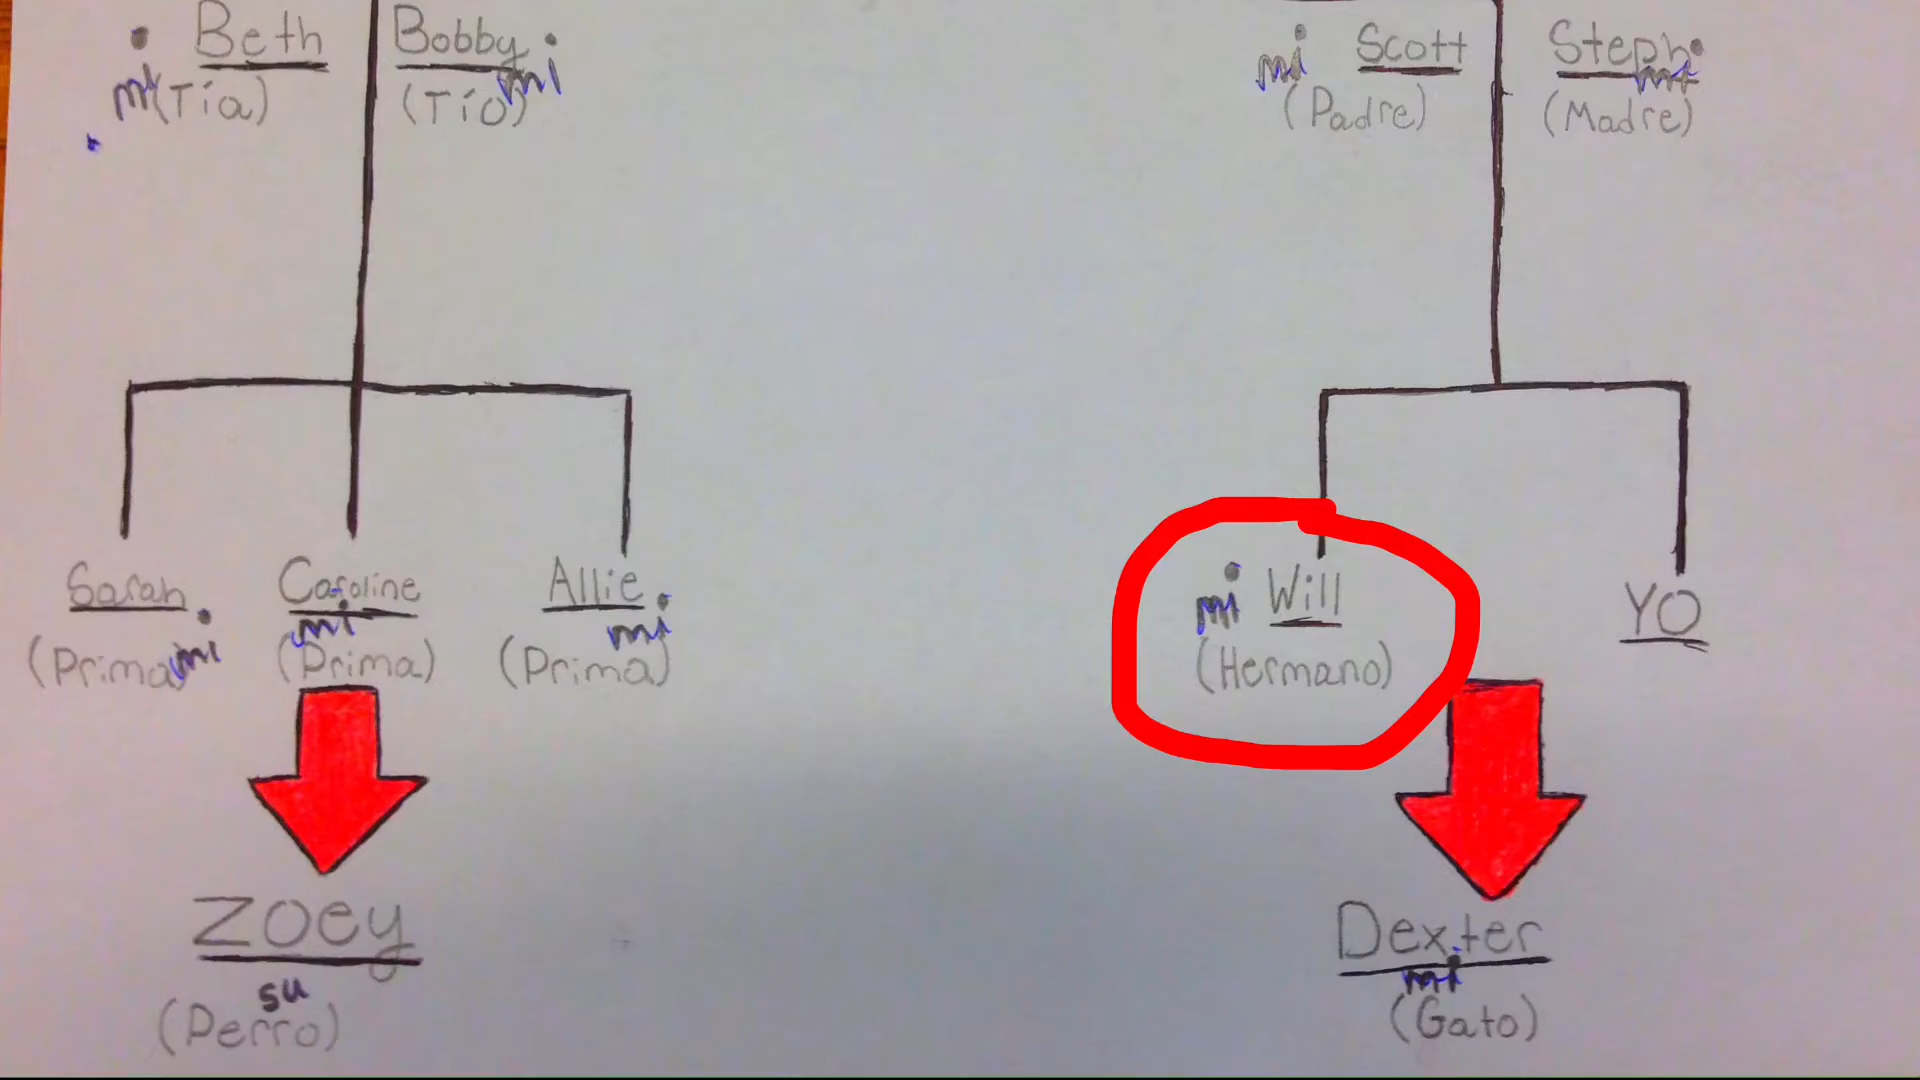 Beth
mi (Tía)
Bobby
mi
(Tío)
mi Scott
(Padre)
Steph
mi
(Madre)
Sarah
(Prima) mi
Caroline
mi
(Prima)
Allie
mi
(Prima)
mi Will
(Hermano)
YO
Zoey
su
(Perro)
Dexter
mi
(Gato)